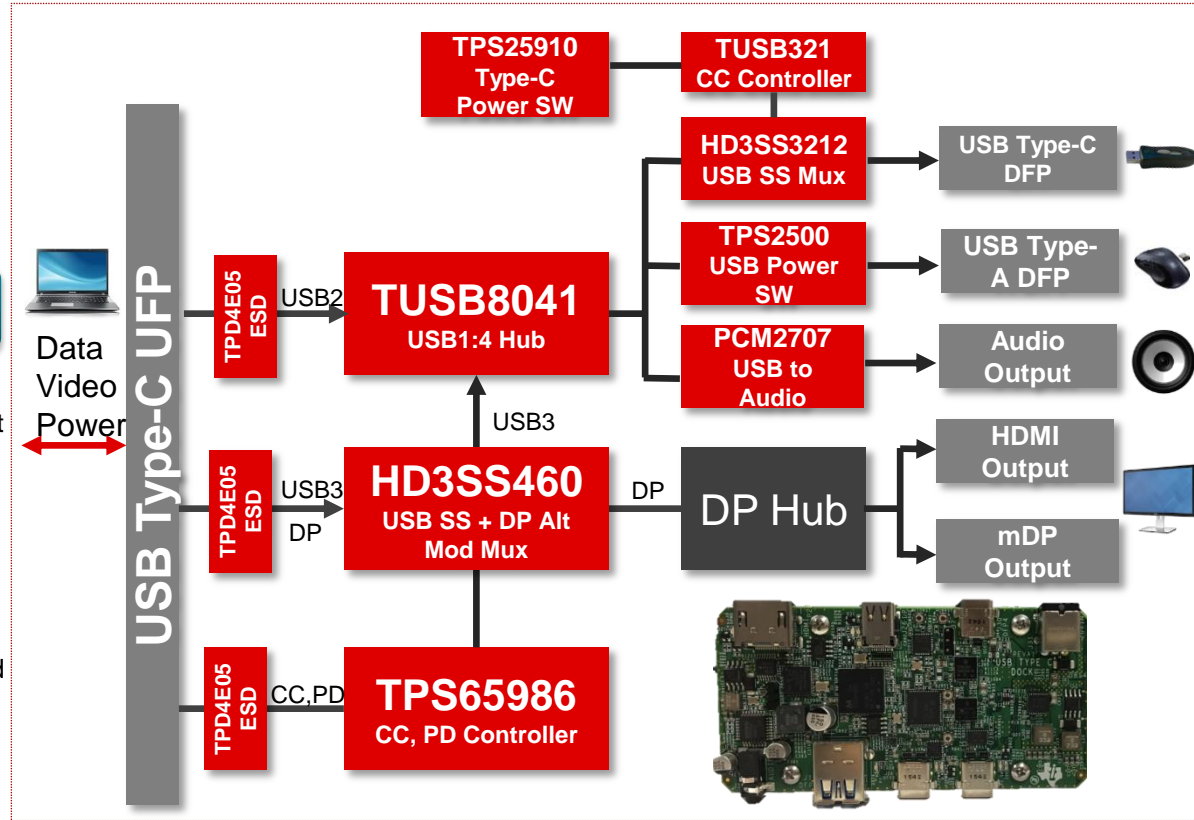 TPS25910
Type-C
Power SW
TUSB321
CC Controller
HD3SS3212
USB SS Mux
USB Type-C
DFP
TPS2500
USB Power
SW
USB Type-
A DFP
PCM2707
USB to
Audio
Audio
Output
Data
Video
Power
t
d
USB Type-C UFP
TPD4E05
ESD
USB2
TUSB8041
USB1:4 Hub
USB3
TPD4E05
ESD
USB3
DP
HD3SS460
USB SS + DP Alt
Mod Mux
DP
DP Hub
HDMI
Output
mDP
Output
TPD4E05
ESD
CC,PD
TPS65986
CC, PD Controller
USB TYPE C
DOCK